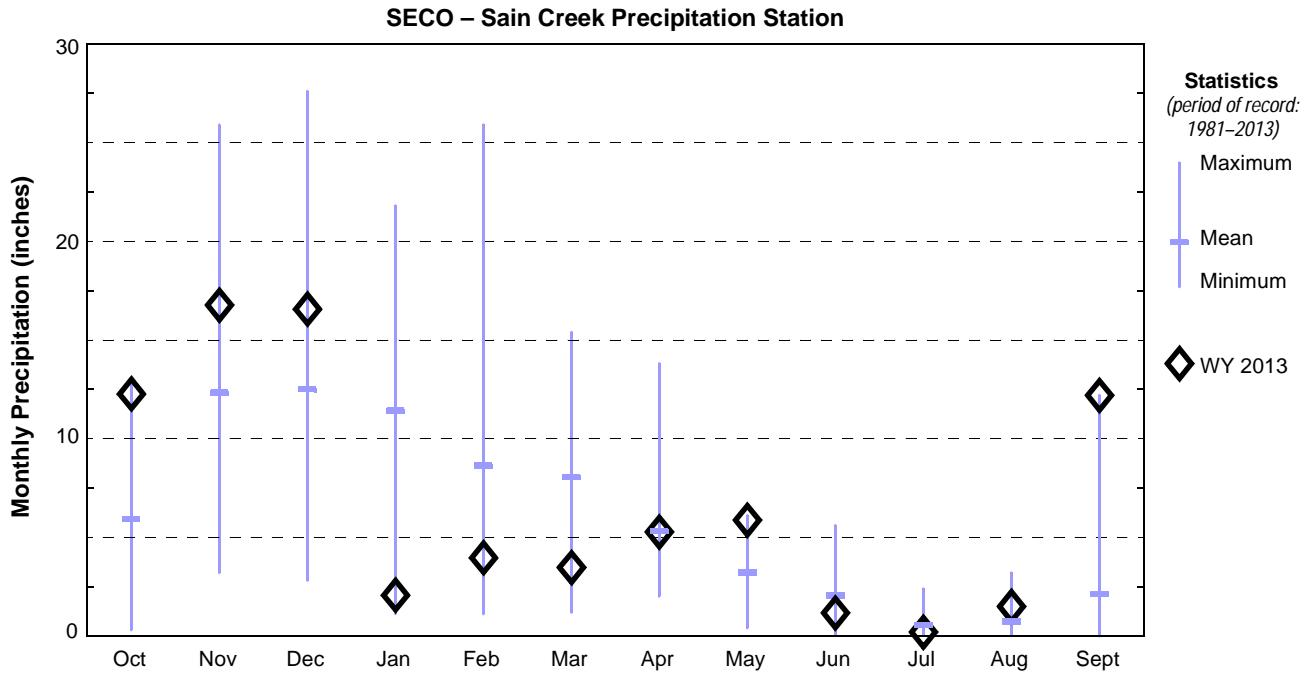 SECO – Sain Creek Precipitation Station
Monthly Precipitation (inches)
30
20
10
0
Oct Nov Dec Jan Feb Mar Apr May Jun Jul Aug Sept
Statistics
(period of record:
1981–2013)
Maximum
Mean
Minimum
WY 2013